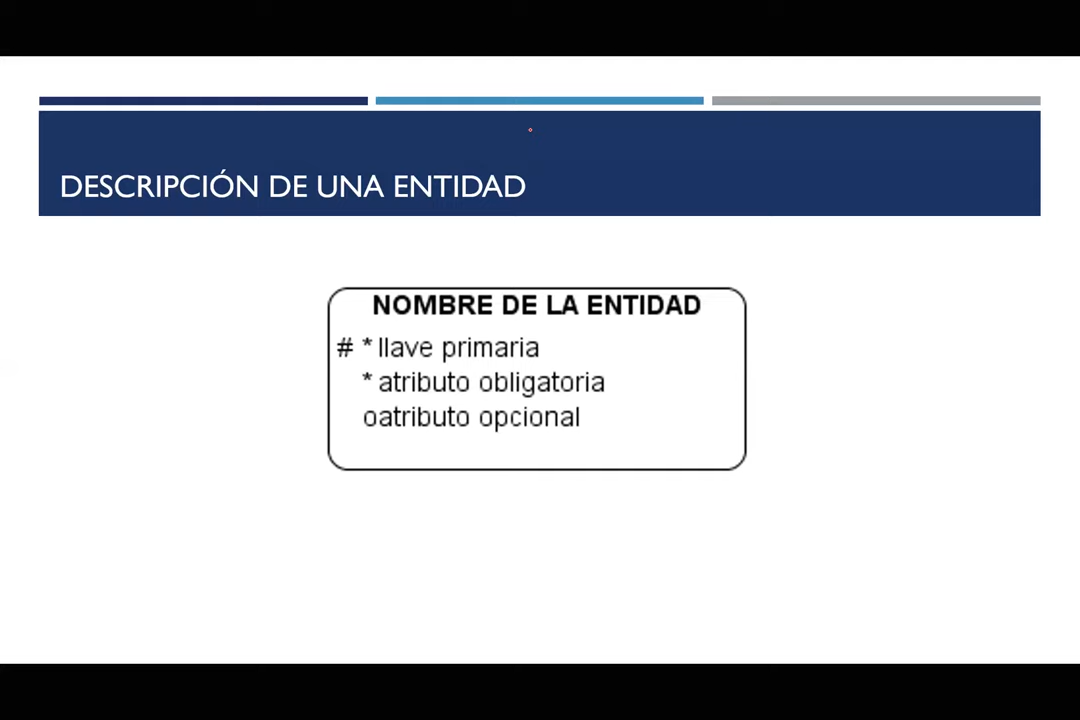 DESCRIPCIÓN DE UNA ENTIDAD
NOMBRE DE LA ENTIDAD
# * llave primaria
* atributo obligatoria
oatributo opcional